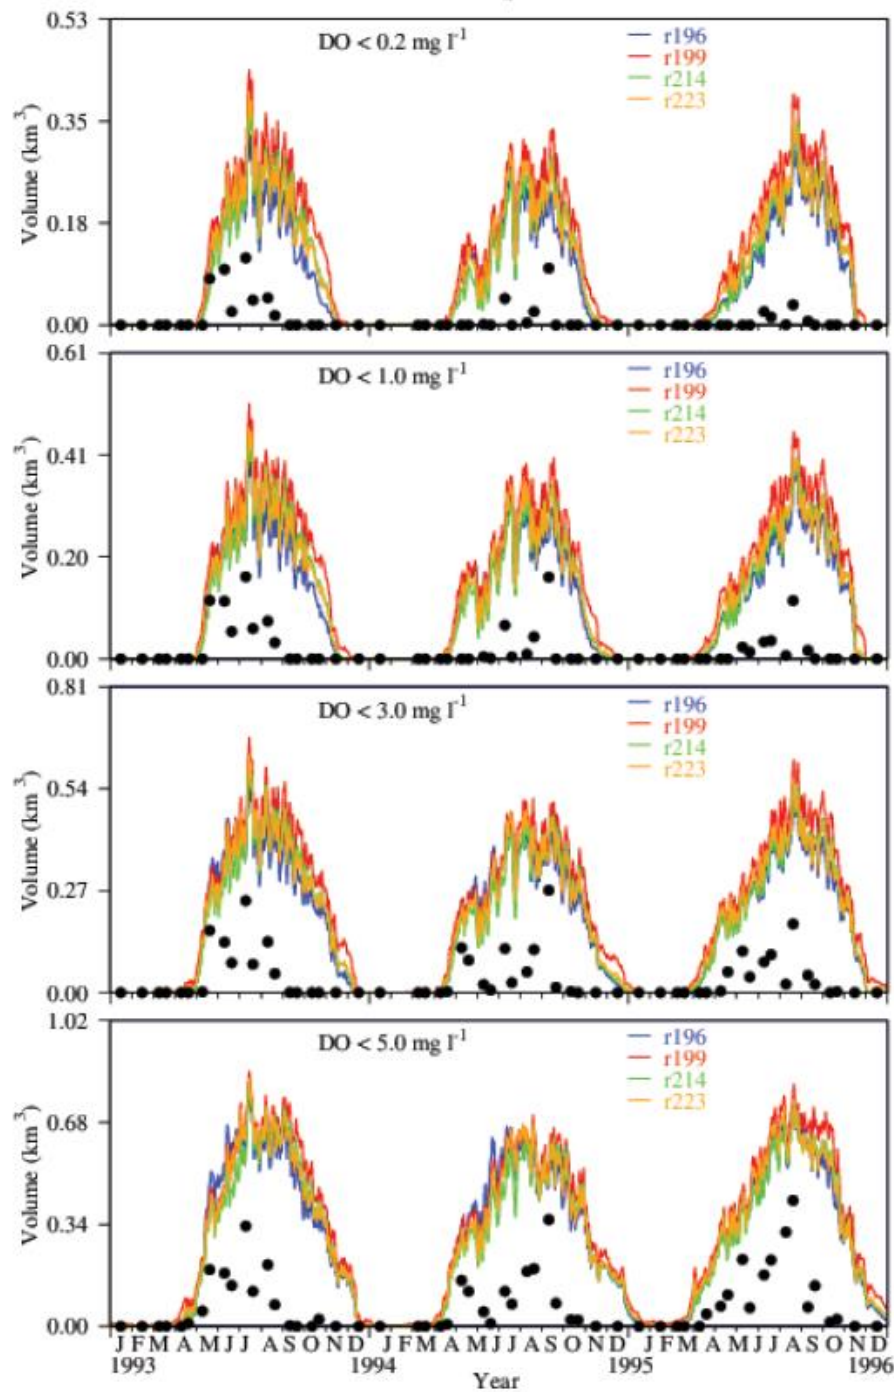 0.53
DO < 0.2 mg l⁻¹
r196
r199
r214
r223
0.35
0.18
0.00
Volume (km³)
0.61
DO < 1.0 mg l⁻¹
r196
r199
r214
r223
0.41
0.20
0.00
Volume (km³)
0.81
DO < 3.0 mg l⁻¹
r196
r199
r214
r223
0.54
0.27
0.00
Volume (km³)
1.02
DO < 5.0 mg l⁻¹
r196
r199
r214
r223
0.68
0.34
0.00
Volume (km³)
J F M A M J J A S O N D J F M A M J J A S O N D J F M A M J J A S O N D
1993 1994 1995 1996
Year